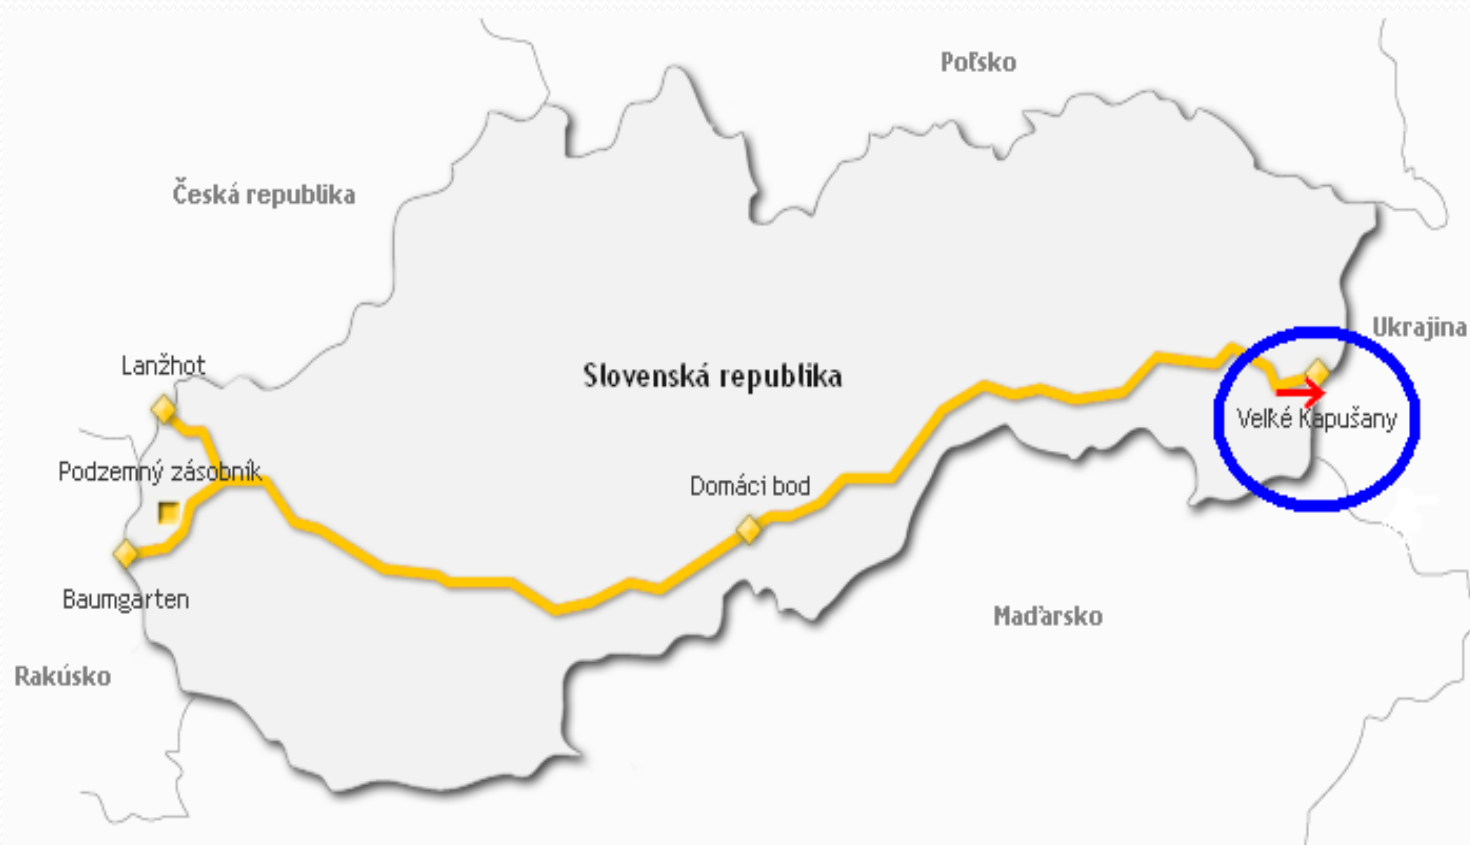 Poľsko
Česká republika
Ukrajina
Lanžhot
Slovenská republika
Veľké Kapušany
Podzemný zásobník
Domáci bod
Baumgarten
Maďarsko
Rakúsko